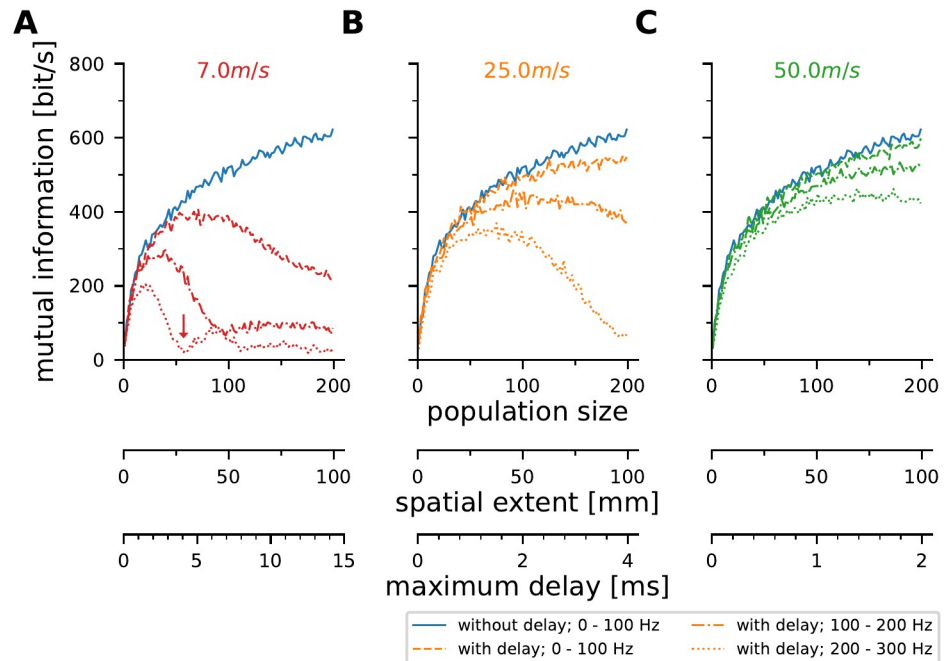 A B C
7.0m/s 25.0m/s 50.0m/s
mutual information [bit/s]
800
600
400
200
0
0 100 200 0 100 200 0 100 200
population size
0 50 100 0 50 100 0 50 100
spatial extent [mm]
0 5 10 15 0 2 4 0 1 2
maximum delay [ms]
without delay; 0 - 100 Hz with delay; 100 - 200 Hz
with delay; 0 - 100 Hz with delay; 200 - 300 Hz